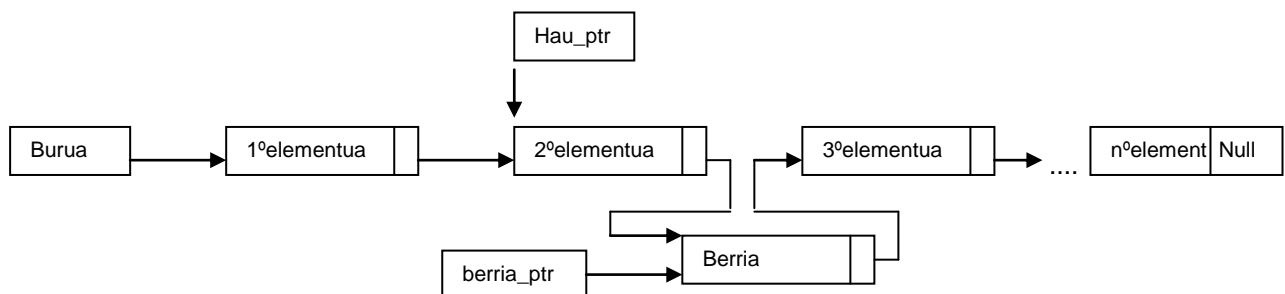 Hau_ptr
Burua
1ºelementua
2ºelementua
3ºelementua
....
nºelement
Null
Berria
berria_ptr